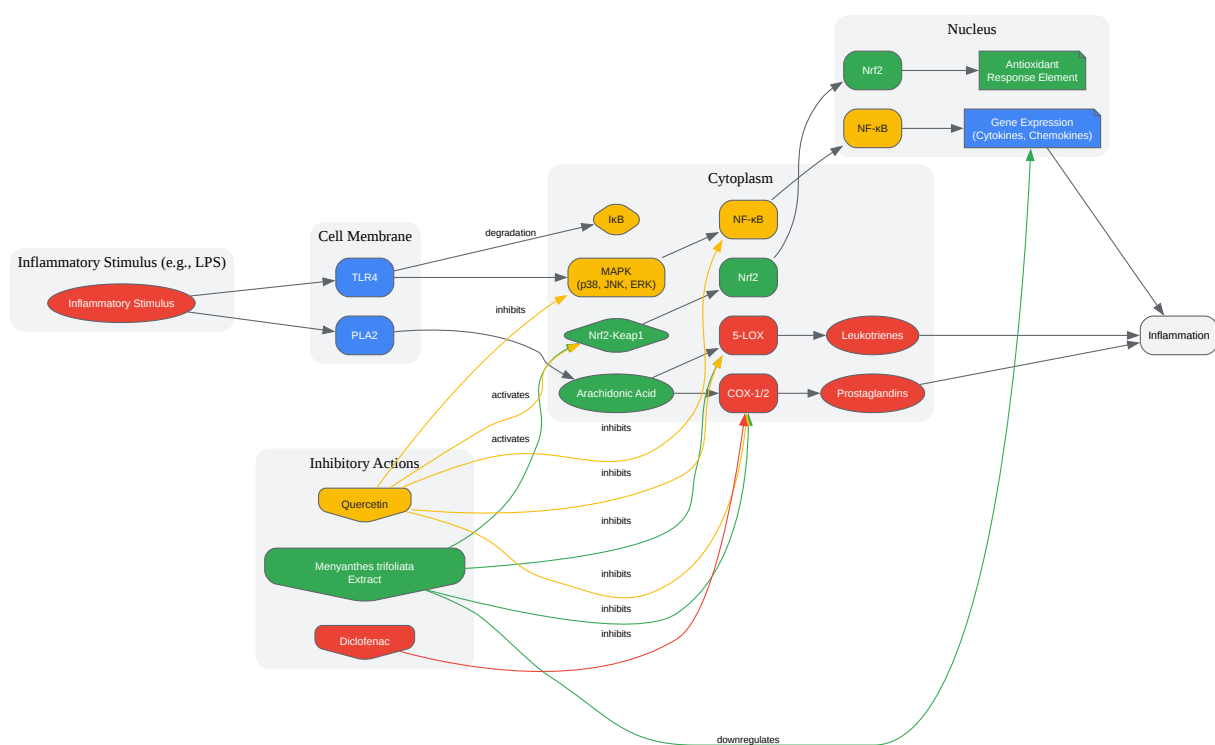 Nucleus
Nrf2
Antioxidant
Response Element
NF-κB
Gene Expression
(Cytokines, Chemokines)
Cytoplasm
IκB
NF-κB
degradation
Cell Membrane
Inflammatory Stimulus (e.g., LPS)
TLR4
MAPK
(p38, JNK, ERK)
Nrf2
Inflammatory Stimulus
inhibits
PLA2
Nrf2-Keap1
5-LOX
Leukotrienes
Inflammation
activates
Arachidonic Acid
COX-1/2
Prostaglandins
inhibits
activates
Inhibitory Actions
inhibits
Quercetin
inhibits
Menyanthes trifoliata
Extract
inhibits
inhibits
inhibits
Diclofenac
downregulates